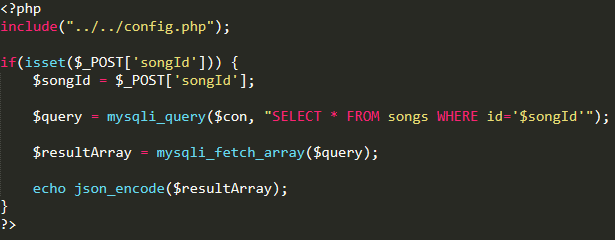 <?php
include("../../config.php");
if(isset($_POST['songId'])) {
$songId = $_POST['songId'];
$query = mysqli_query($con, "SELECT * FROM songs WHERE id='$songId'");
$resultArray = mysqli_fetch_array($query);
echo json_encode($resultArray);
}
?>